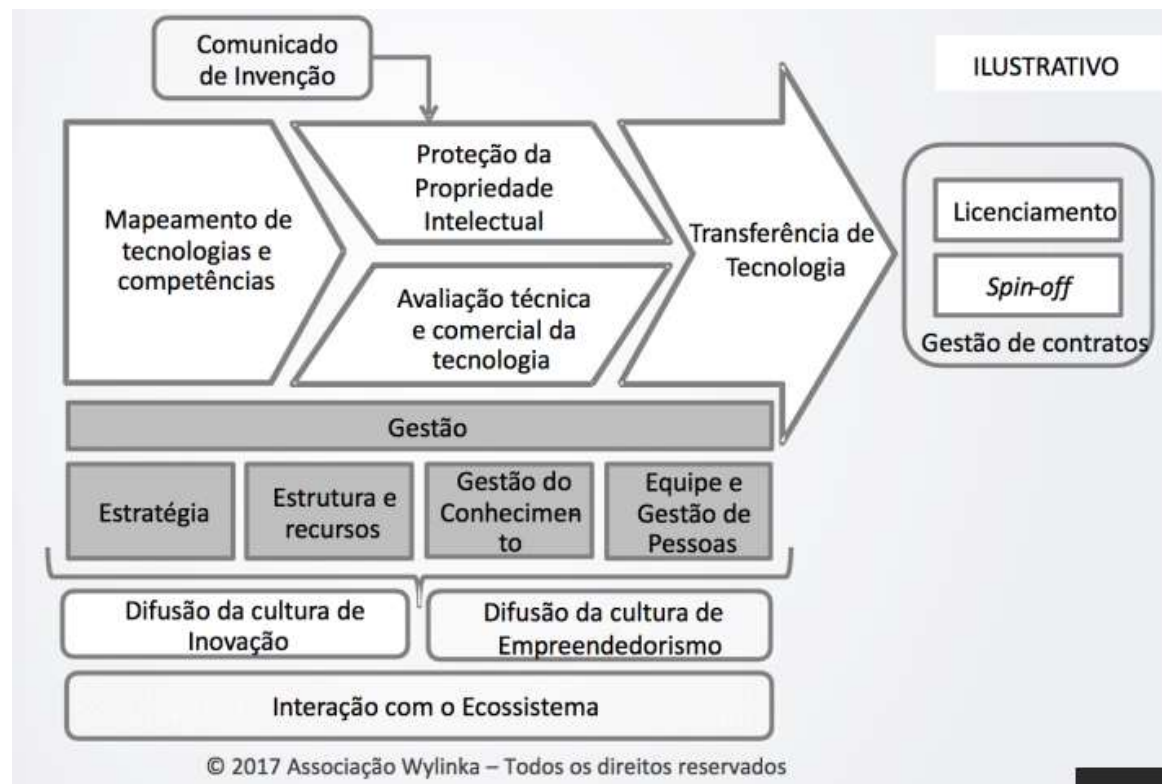 Comunicado
de Invenção
ILUSTRATIVO
Mapeamento de
tecnologias e
competências
Proteção da
Propriedade
Intelectual
Avaliação técnica
e comercial da
tecnologia
Transferência de
Tecnologia
Licenciamento
Spin-off
Gestão de contratos
Gestão
Estratégia
Estrutura e
recursos
Gestão do
Conhecimen-
to
Equipe e
Gestão de
Pessoas
Difusão da cultura de
Inovação
Difusão da cultura de
Empreendedorismo
Interação com o Ecossistema
© 2017 Associação Wylinka – Todos os direitos reservados